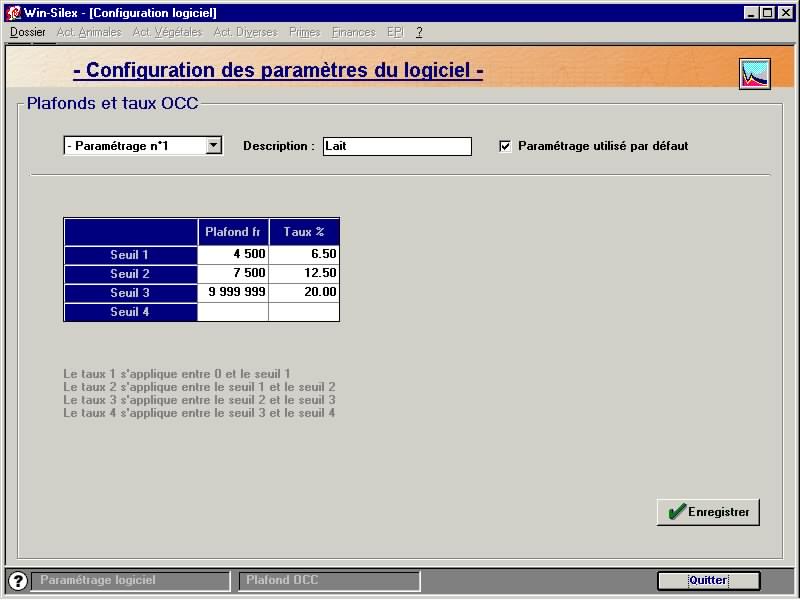 Win-Silex - [Configuration logiciel]
Dossier Act. Animales Act. Végétales Act. Diverses Primes Finances EPI ?
- Configuration des paramètres du logiciel -
Plafonds et taux OCC
- Paramétrage n°1 Description : Lait Paramétrage utilisé par défaut
Plafond fr Taux %
Seuil 1 4 500 6.50
Seuil 2 7 500 12.50
Seuil 3 9 999 999 20.00
Seuil 4
Le taux 1 s'applique entre 0 et le seuil 1
Le taux 2 s'applique entre le seuil 1 et le seuil 2
Le taux 3 s'applique entre le seuil 2 et le seuil 3
Le taux 4 s'applique entre le seuil 3 et le seuil 4
Enregistrer
? Paramétrage logiciel Plafond OCC Quitter